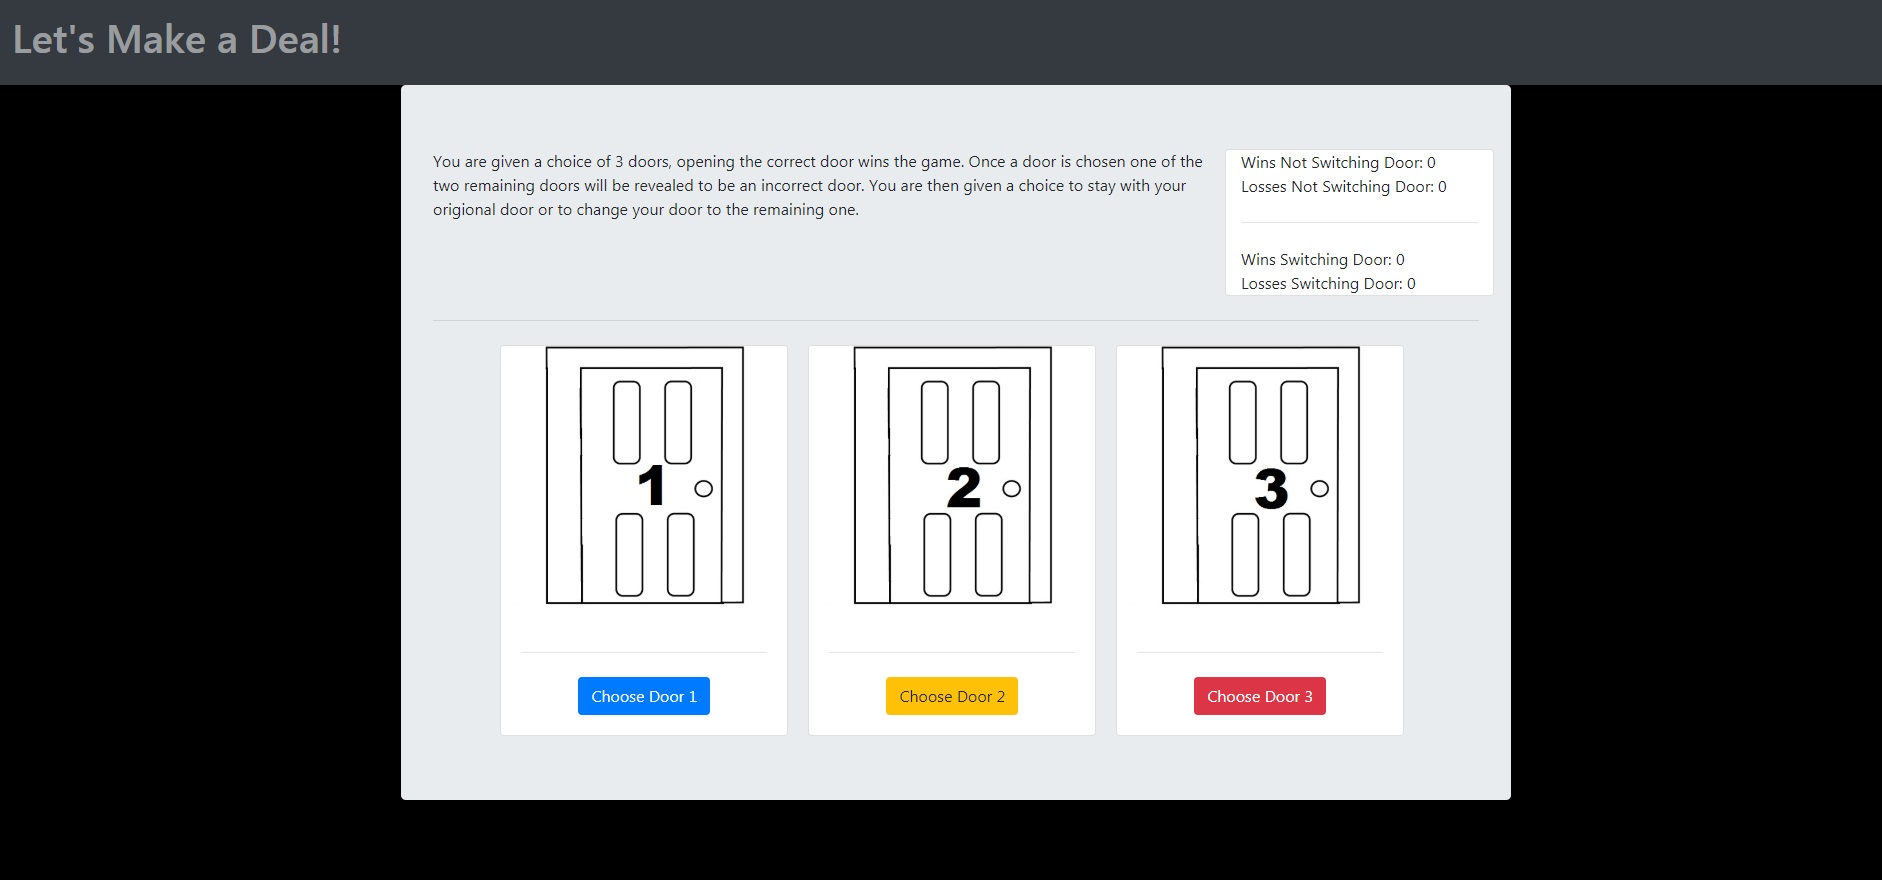 Let's Make a Deal!
You are given a choice of 3 doors, opening the correct door wins the game. Once a door is chosen one of the
two remaining doors will be revealed to be an incorrect door. You are then given a choice to stay with your
origional door or to change your door to the remaining one.
Wins Not Switching Door: 0
Losses Not Switching Door: 0
Wins Switching Door: 0
Losses Switching Door: 0
1
2
3
Choose Door 1
Choose Door 2
Choose Door 3